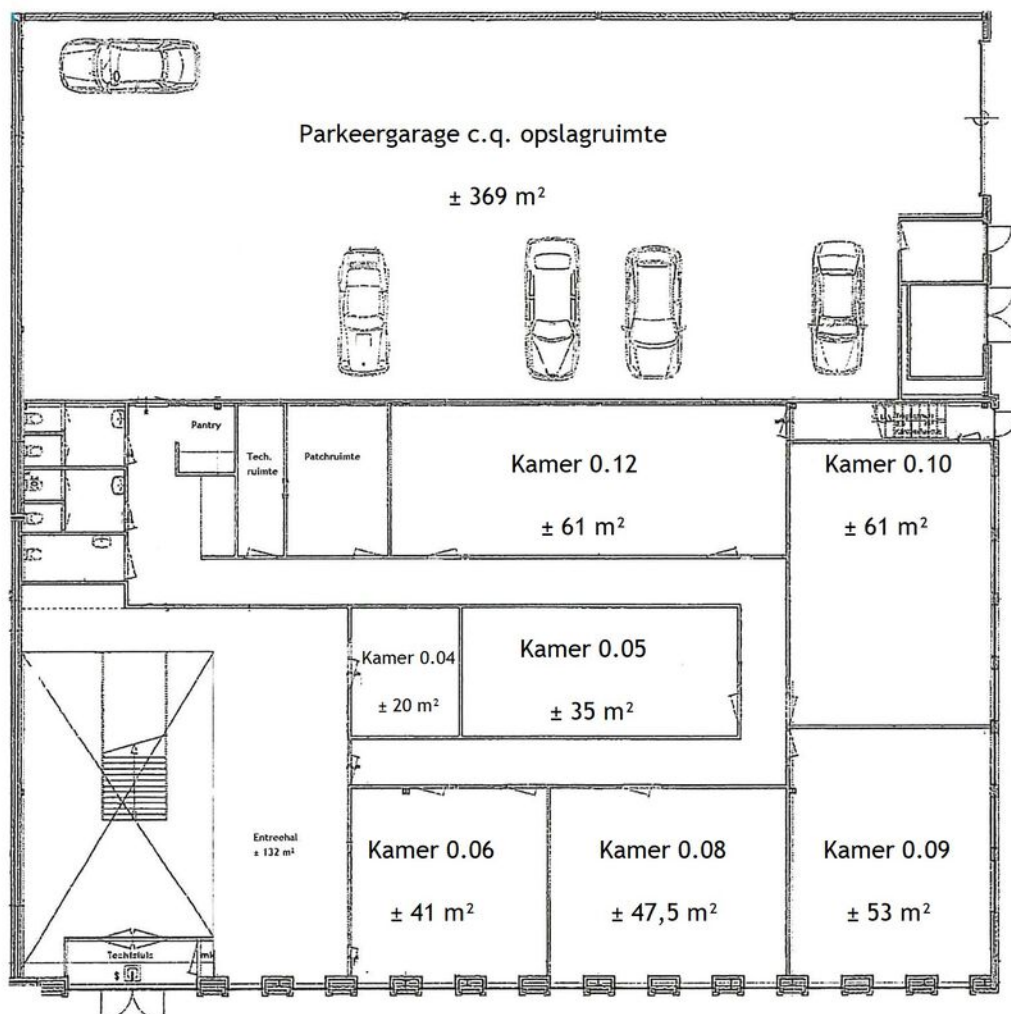 Parkeergarage c.q. opslagruimte
± 369 m²
Pantry
Tech.
ruimte
Patchruimte
Kamer 0.12
± 61 m²
Kamer 0.10
± 61 m²
Kamer 0.04
± 20 m²
Kamer 0.05
± 35 m²
Entreehal
± 132 m²
Kamer 0.06
± 41 m²
Kamer 0.08
± 47,5 m²
Kamer 0.09
± 53 m²
mk